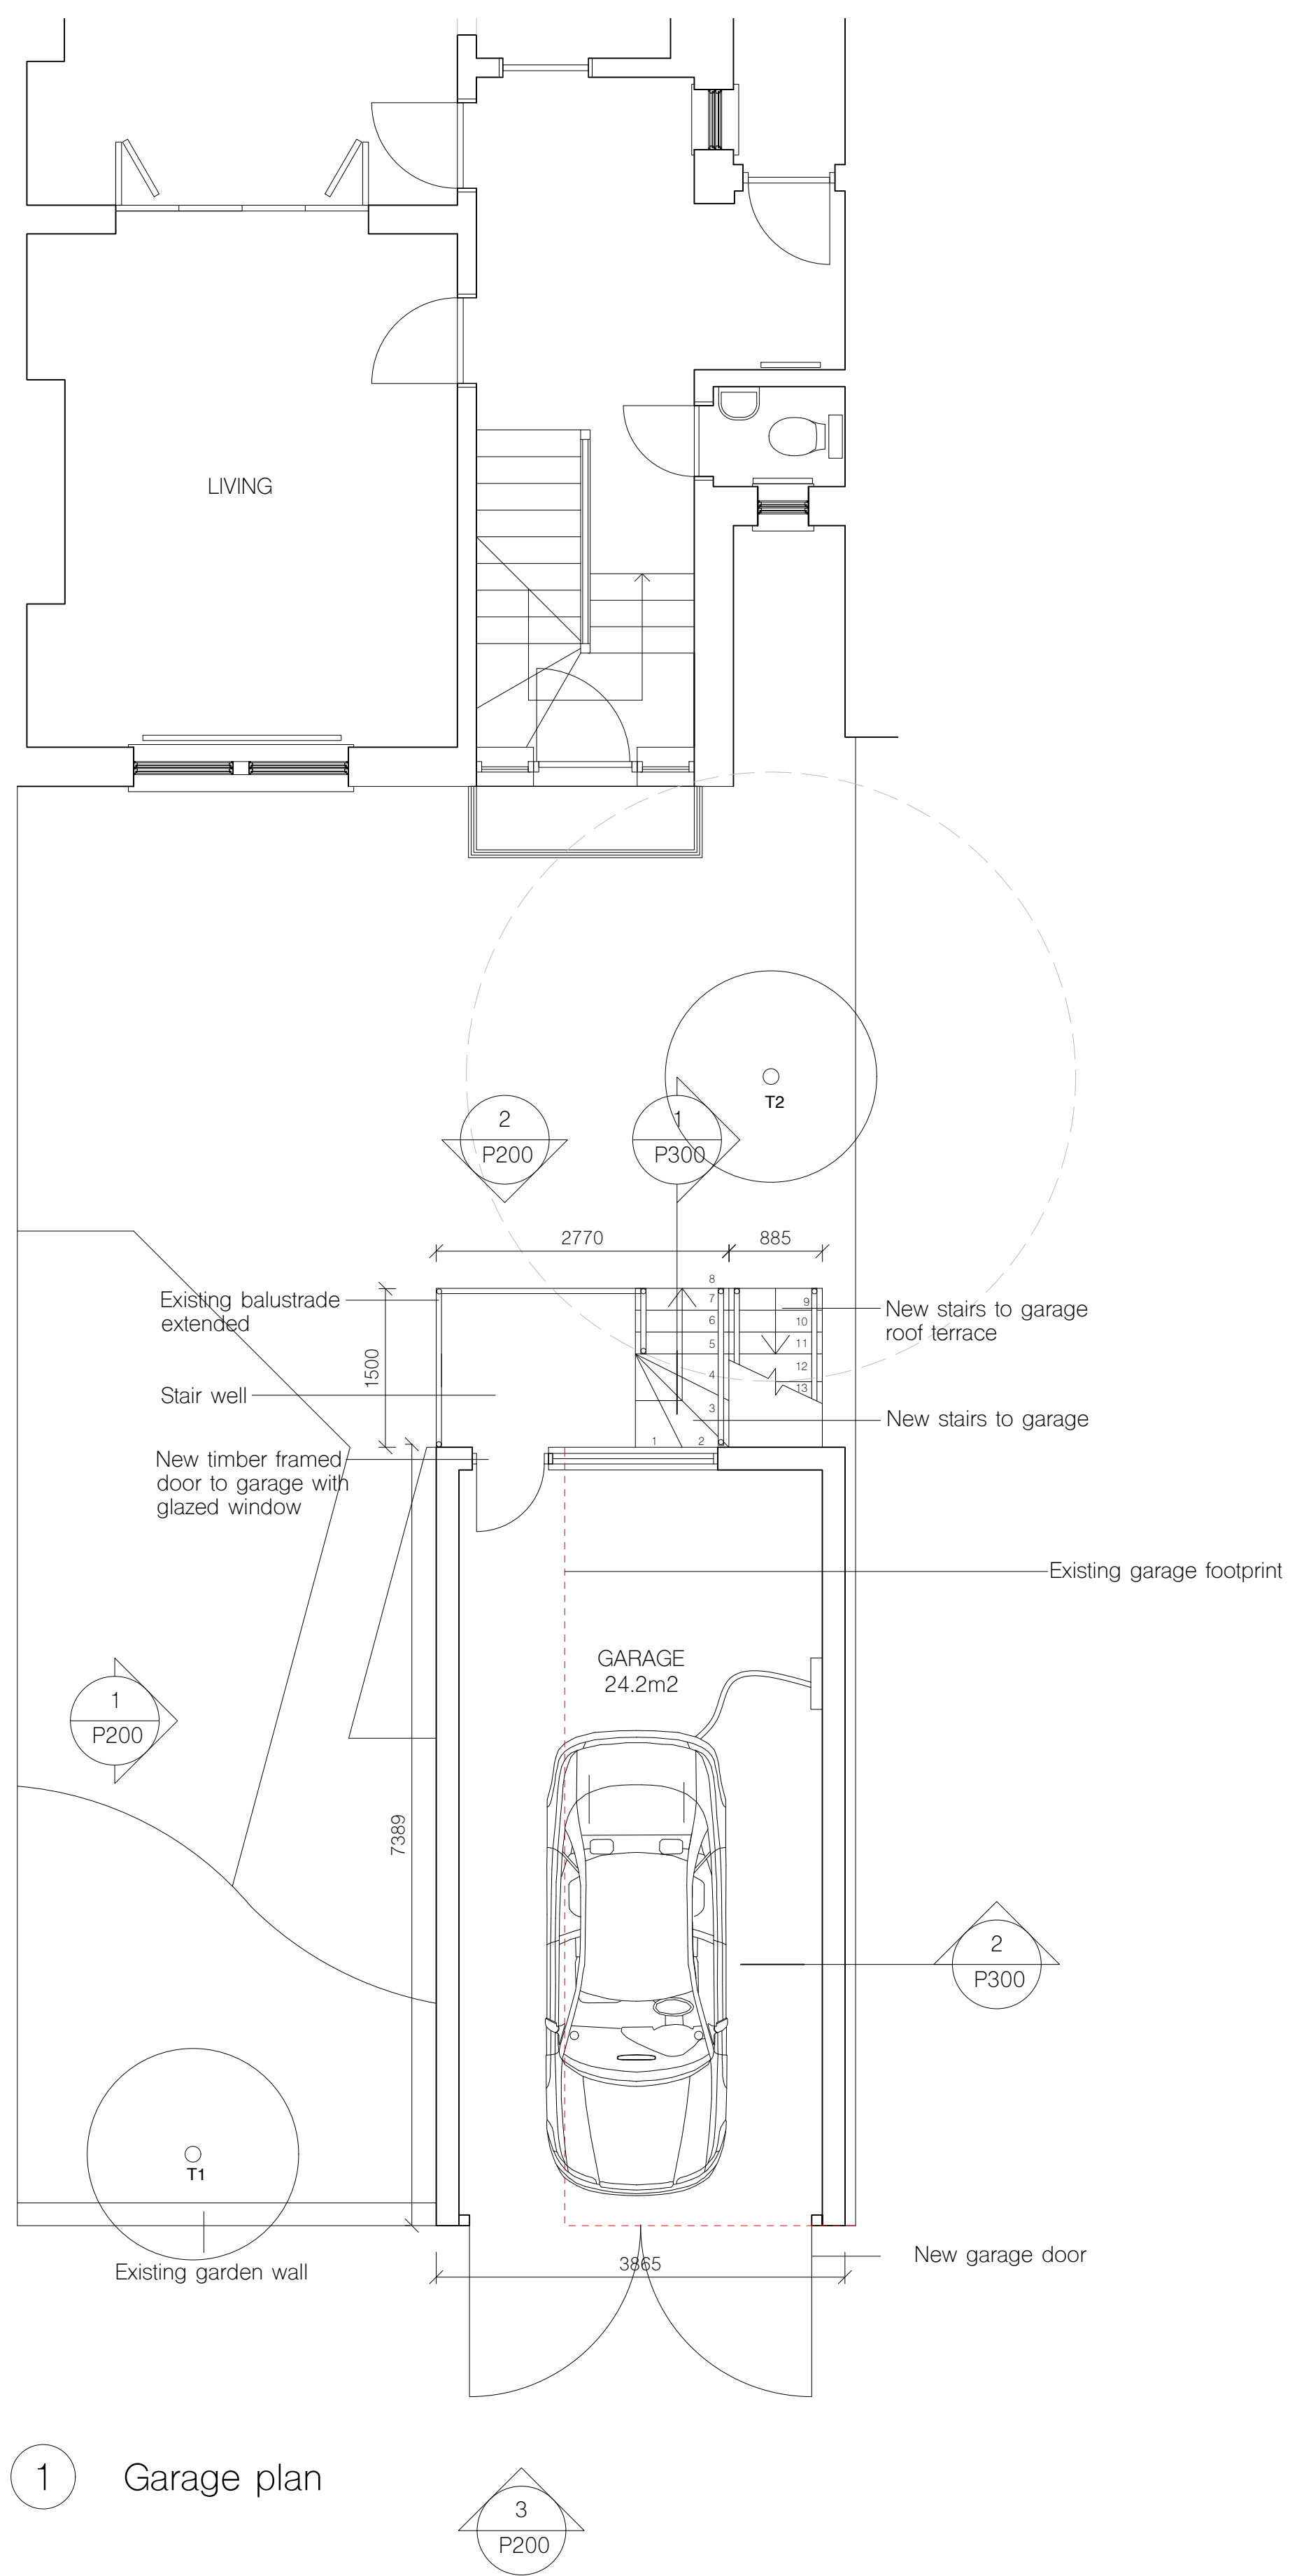 LIVING
T2
2
P200
1
P300
2770
885
Existing balustrade
extended
1500
8
7
6
5
4
3
2
1
9
10
11
12
13
New stairs to garage
roof terrace
Stair well
New stairs to garage
New timber framed
door to garage with
glazed window
Existing garage footprint
GARAGE
24.2m2
1
P200
7389
2
P300
T1
Existing garden wall
3865
New garage door
1
Garage plan
3
P200